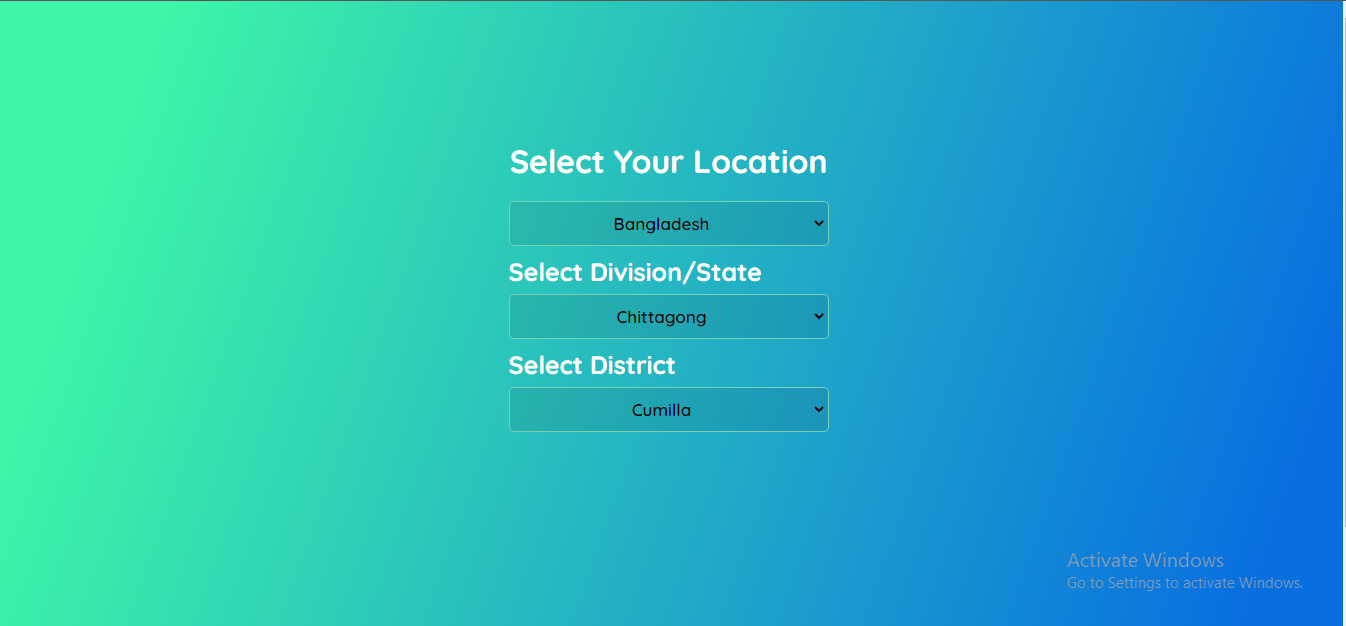 Select Your Location
Bangladesh
Select Division/State
Chittagong
Select District
Cumilla
Activate Windows
Go to Settings to activate Windows.